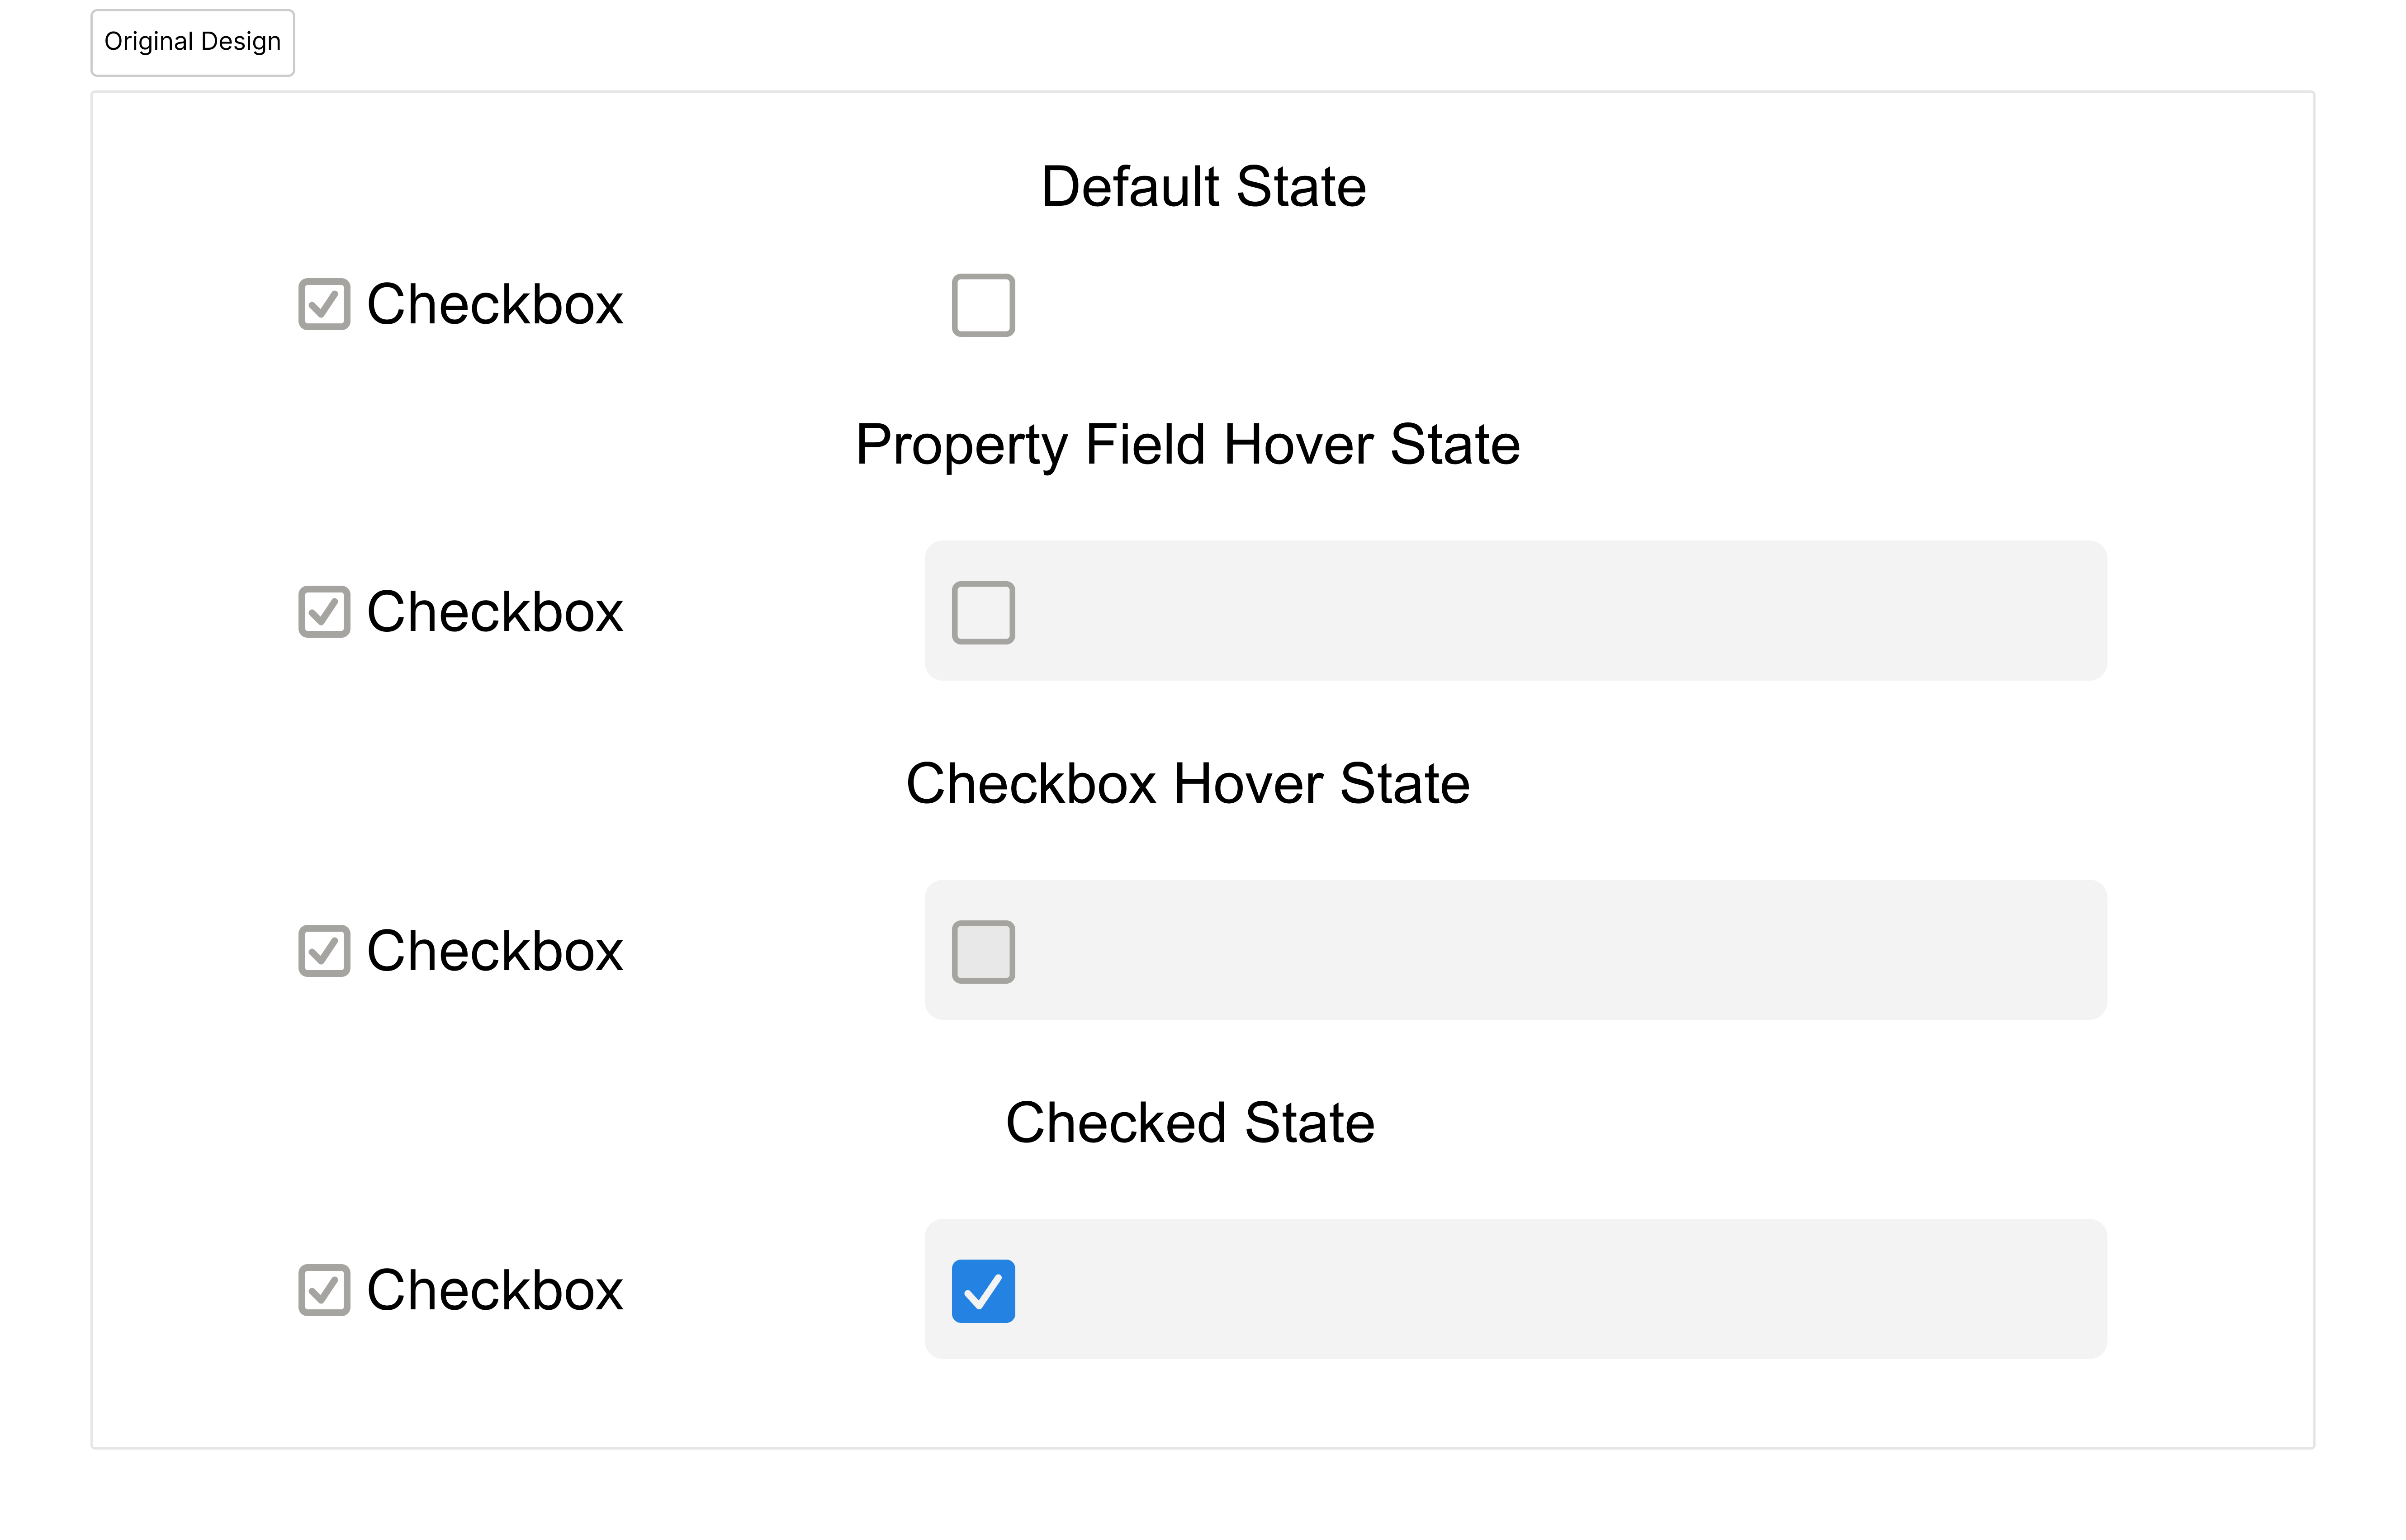 Original Design
Default State
Checkbox
Property Field Hover State
Checkbox
Checkbox Hover State
Checkbox
Checked State
Checkbox